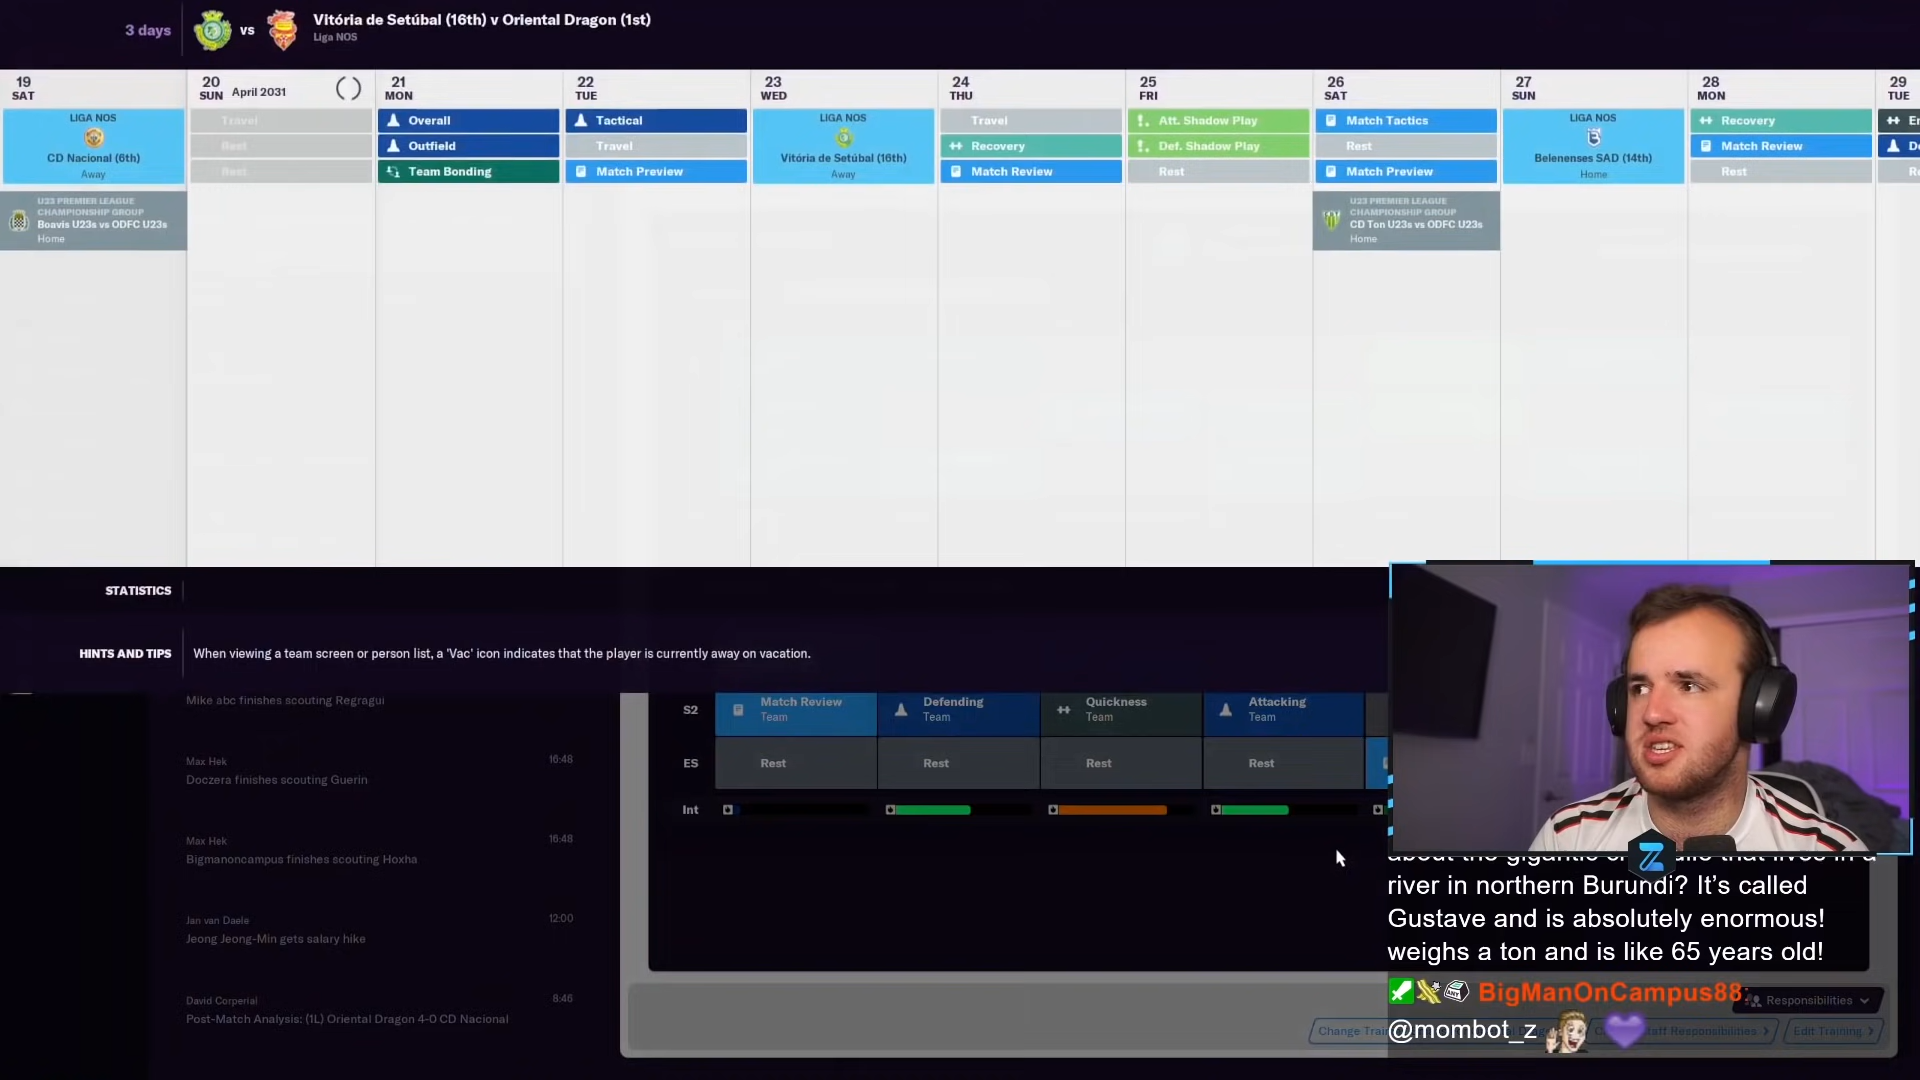 3 days
vs
Vitória de Setúbal (16th) v Oriental Dragon (1st)
Liga NOS
19
SAT
20
SUN
April 2031
21
MON
22
TUE
23
WED
24
THU
25
FRI
26
SAT
27
SUN
28
MON
29
TUE
LIGA NOS
CD Nacional (6th)
Away
Travel
Rest
Rest
Overall
Outfield
Team Bonding
Tactical
Travel
Match Preview
LIGA NOS
Vitória de Setúbal (16th)
Away
Travel
Recovery
Match Review
Att. Shadow Play
Def. Shadow Play
Rest
Match Tactics
Rest
Match Preview
LIGA NOS
Belenenses SAD (14th)
Home
Recovery
Match Review
Rest
U23 PREMIER LEAGUE
CHAMPIONSHIP GROUP
Boavis U23s vs ODFC U23s
Home
U23 PREMIER LEAGUE
CHAMPIONSHIP GROUP
CD Ton U23s vs ODFC U23s
Home
STATISTICS
HINTS AND TIPS
When viewing a team screen or person list, a 'Vac' icon indicates that the player is currently away on vacation.
Mike abc finishes scouting Regragui
Max Hek
16:48
Doczera finishes scouting Guerin
Max Hek
16:48
Bigmanoncampus finishes scouting Hoxha
Jan van Daele
12:00
Jeong Jeong-Min gets salary hike
David Corperial
8:46
Post-Match Analysis: (1L) Oriental Dragon 4-0 CD Nacional
S2
Match Review
Team
Defending
Team
Quickness
Team
Attacking
Team
ES
Rest
Rest
Rest
Rest
Int
about the gigantic that lives in a
river in northern Burundi? It's called
Gustave and is absolutely enormous!
weighs a ton and is like 65 years old!
BigManOnCampus88:
@mombot_z
Responsibilities
Change
Responsibilities
Edit Training